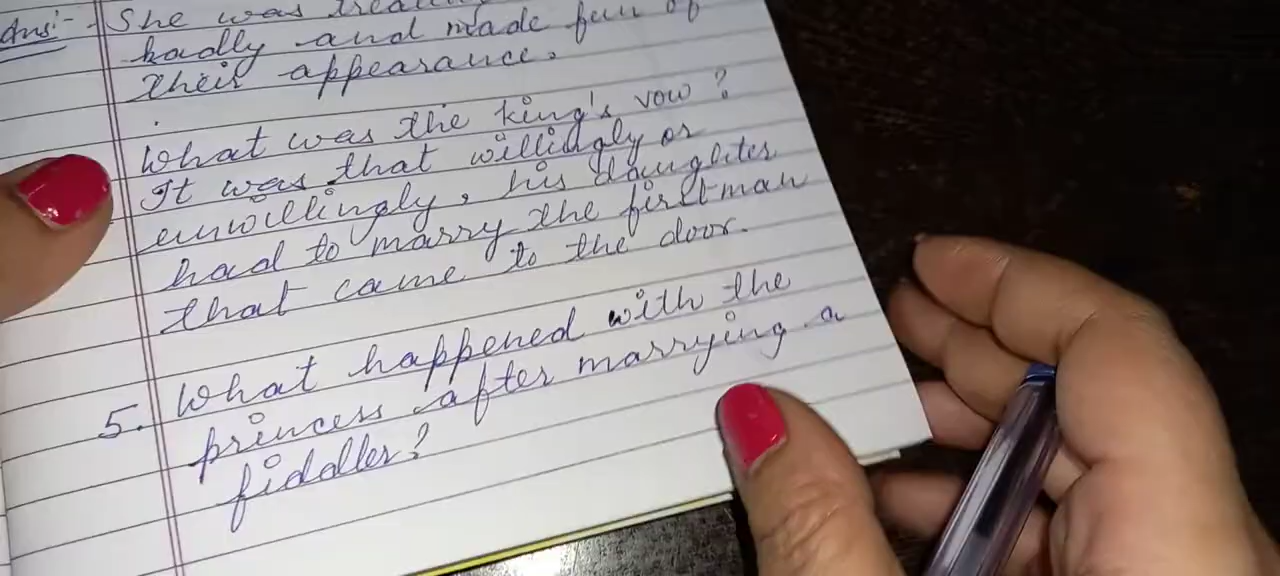 Ans:- She was treat
badly and made fun of
their appearance.
What was the king's vow?
It was that willingly or
unwillingly, his daughter
had to marry the first man
that came to the door.
5. What happened with the
princess after marrying a
fiddler?